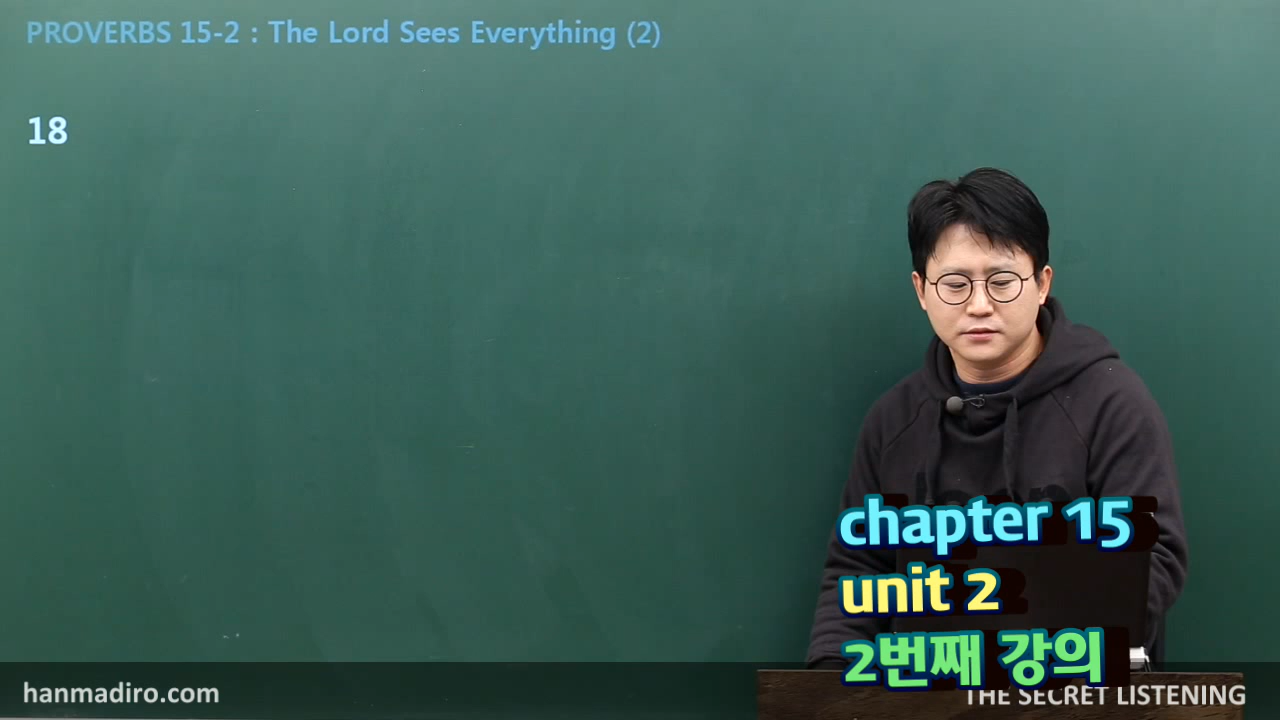 PROVERBS 15-2 : The Lord Sees Everything (2)
18
chapter 15
unit 2
2번째 강의
hanmadiro.com
THE SECRET LISTENING